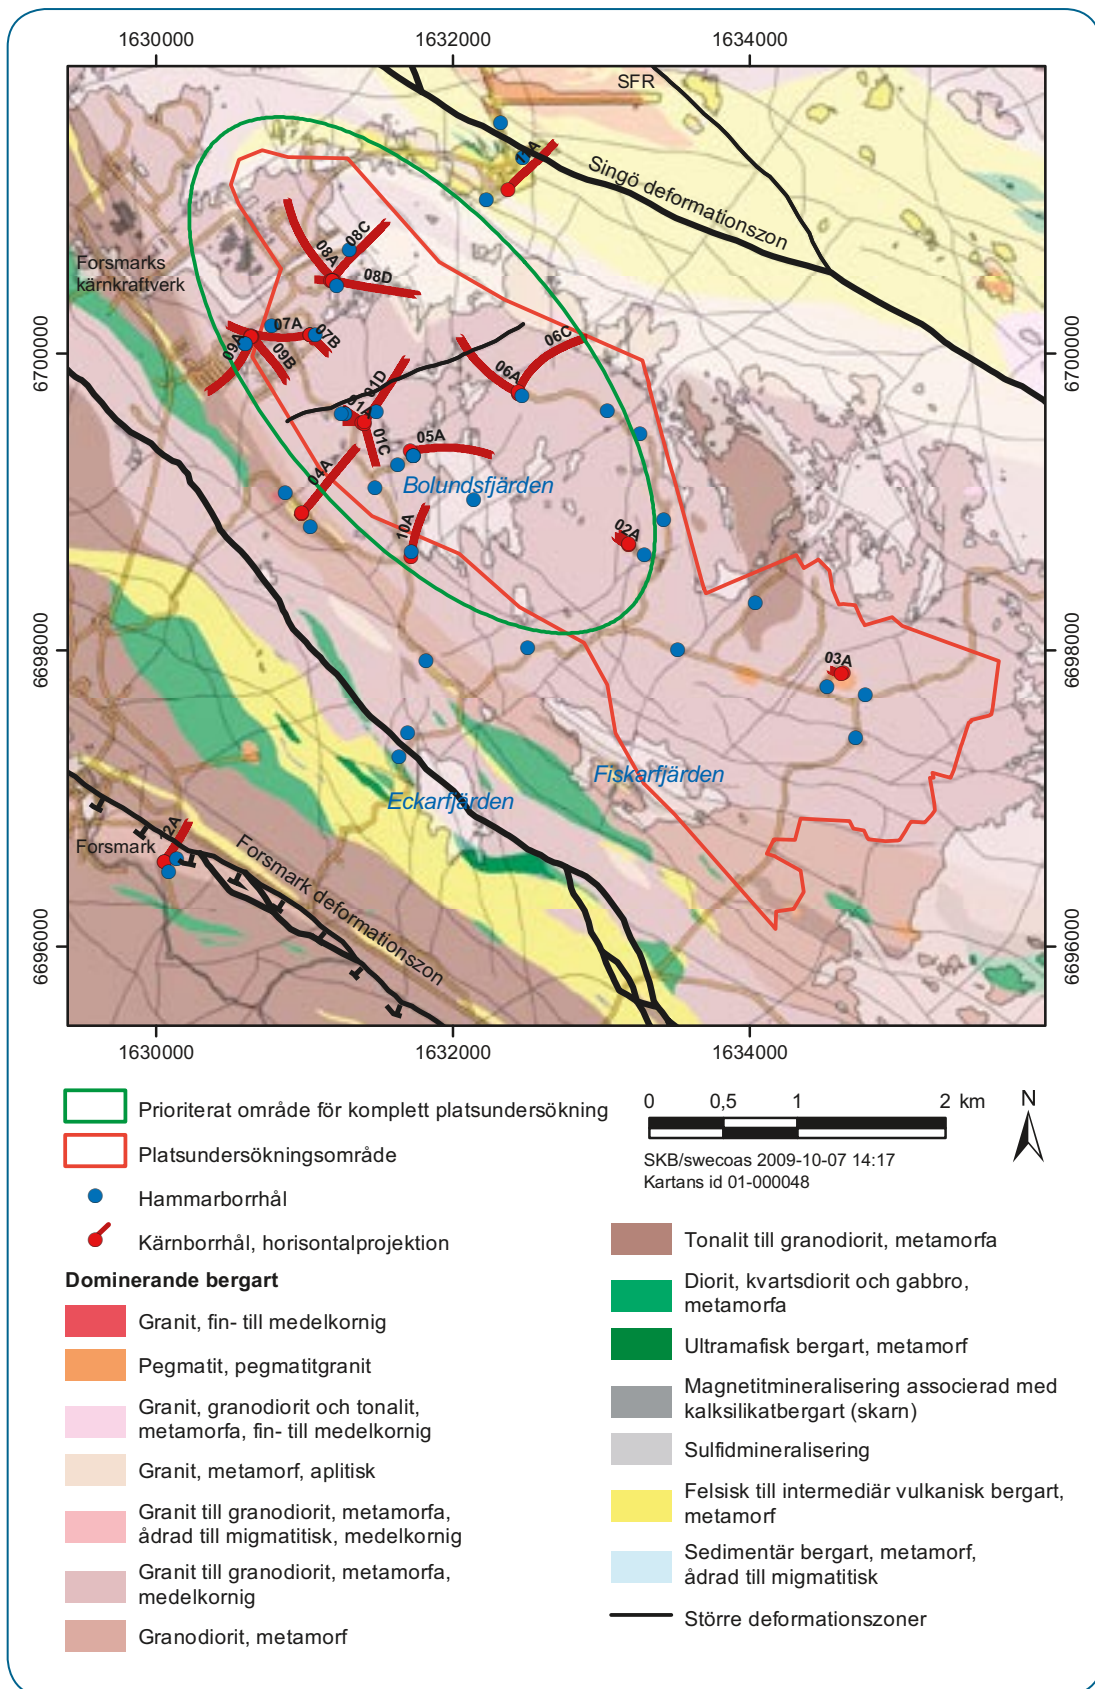 1630000
1632000
1634000
SFR
11A
Singö deformationszon
Forsmarks
kärnkraftverk
08A
08C
08D
07A
07B
09A
09B
6700000
6700000
06C
06A
01D
01A
01C
05A
04A
Bolundsfjärden
10A
02A
6698000
6698000
03A
Fiskarfjärden
Eckarfjärden
12A
Forsmark
Forsmark deformationszon
6696000
6696000
1630000
1632000
1634000
Prioriterat område för komplett platsundersökning
Platsundersökningsområde
Hammarborrhål
Kärnborrhål, horisontalprojektion
0 0,5 1 2 km
N
SKB/swecoas 2009-10-07 14:17
Kartans id 01-000048
Dominerande bergart
Granit, fin- till medelkornig
Pegmatit, pegmatitgranit
Granit, granodiorit och tonalit,
metamorfa, fin- till medelkornig
Granit, metamorf, aplitisk
Granit till granodiorit, metamorfa,
ådrad till migmatitisk, medelkornig
Granit till granodiorit, metamorfa,
medelkornig
Granodiorit, metamorf
Tonalit till granodiorit, metamorfa
Diorit, kvartsdiorit och gabbro,
metamorfa
Ultramafisk bergart, metamorf
Magnetitmineralisering associerad med
kalksilikatbergart (skarn)
Sulfidmineralisering
Felsisk till intermediär vulkanisk bergart,
metamorf
Sedimentär bergart, metamorf,
ådrad till migmatitisk
Större deformationszoner